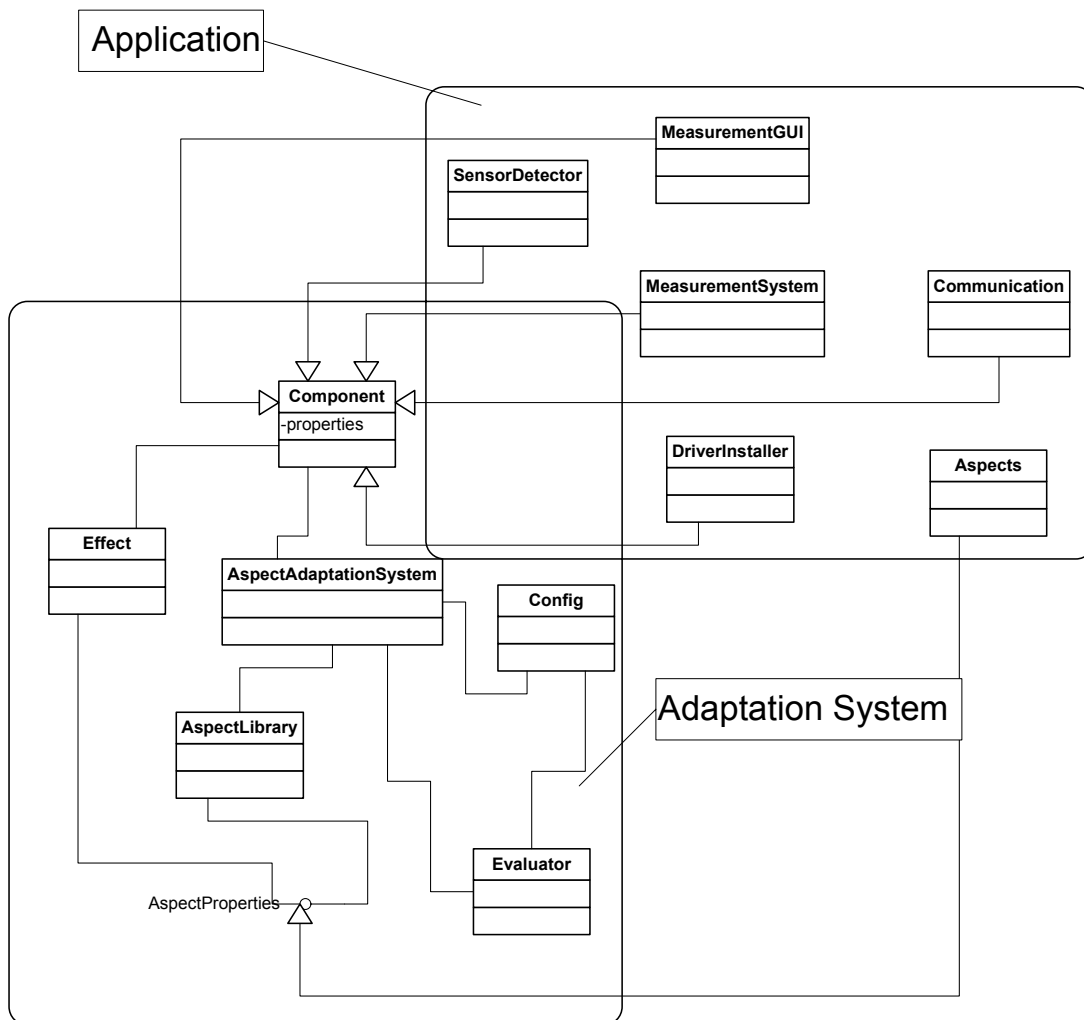 Application
MeasurementGUI
SensorDetector
MeasurementSystem
Communication
Component
-properties
DriverInstaller
Aspects
Effect
AspectAdaptationSystem
Config
Adaptation System
AspectLibrary
Evaluator
AspectProperties